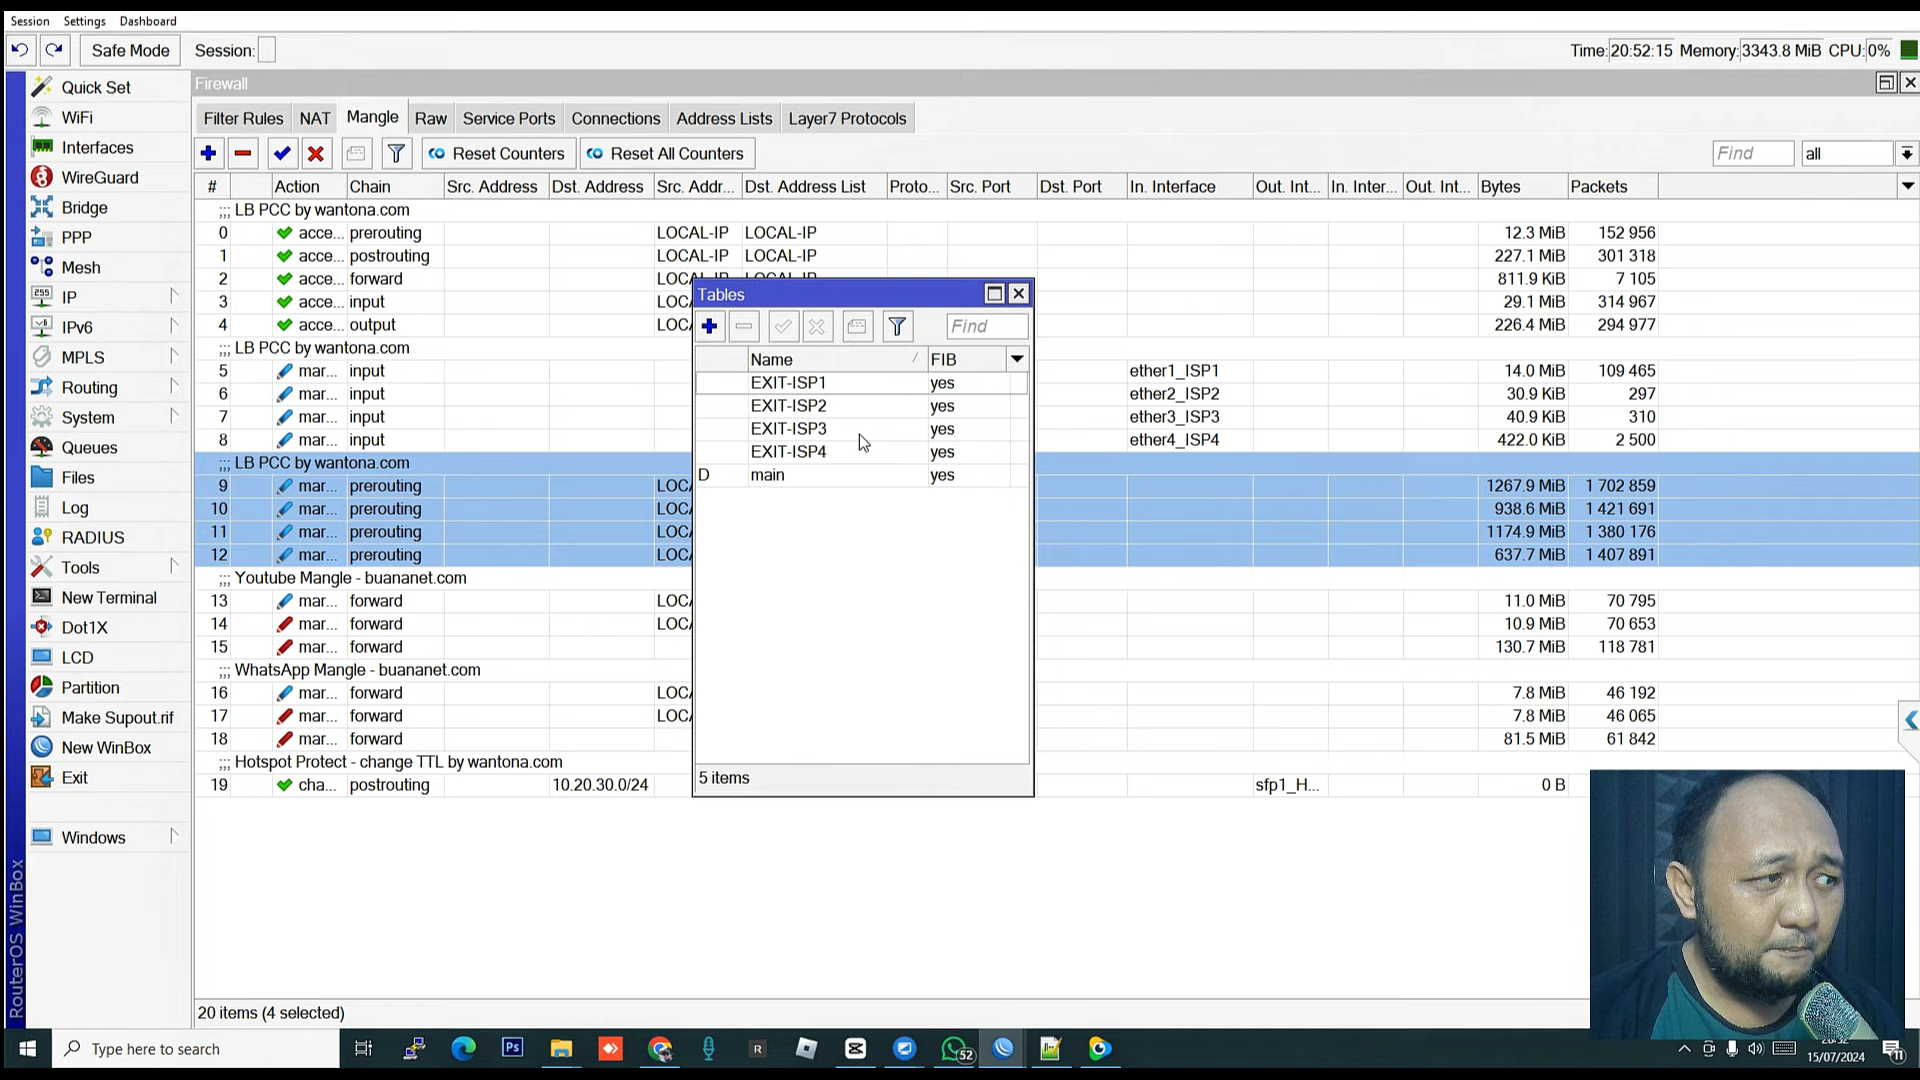 Session Settings Dashboard
Safe Mode Session: Time: 20:52:15 Memory: 3343.8 MiB CPU: 0%
Quick Set
WiFi
Interfaces
WireGuard
Bridge
PPP
Mesh
IP
IPv6
MPLS
Routing
System
Queues
Files
Log
RADIUS
Tools
New Terminal
Dot1X
LCD
Partition
Make Supout.rif
New WinBox
Exit
Windows
RouterOS WinBox
Firewall
Filter Rules NAT Mangle Raw Service Ports Connections Address Lists Layer7 Protocols
Reset Counters Reset All Counters Find all
# Action Chain Src. Address Dst. Address Src. Addr... Dst. Address List Proto... Src. Port Dst. Port In. Interface Out. Int... In. Inter... Out. Int... Bytes Packets
;;; LB PCC by wantona.com
0 acce... prerouting LOCAL-IP LOCAL-IP 12.3 MiB 152 956
1 acce... postrouting LOCAL-IP LOCAL-IP 227.1 MiB 301 318
2 acce... forward LOCAL-IP LOCAL-IP 811.9 KiB 7 105
3 acce... input LOCA 29.1 MiB 314 967
4 acce... output LOCA 226.4 MiB 294 977
;;; LB PCC by wantona.com
5 mar... input ether1_ISP1 14.0 MiB 109 465
6 mar... input ether2_ISP2 30.9 KiB 297
7 mar... input ether3_ISP3 40.9 KiB 310
8 mar... input ether4_ISP4 422.0 KiB 2 500
;;; LB PCC by wantona.com
9 mar... prerouting LOCA 1267.9 MiB 1 702 859
10 mar... prerouting LOCA 938.6 MiB 1 421 691
11 mar... prerouting LOCA 1174.9 MiB 1 380 176
12 mar... prerouting LOCA 637.7 MiB 1 407 891
;;; Youtube Mangle - buananet.com
13 mar... forward LOCA 11.0 MiB 70 795
14 mar... forward LOCA 10.9 MiB 70 653
15 mar... forward 130.7 MiB 118 781
;;; WhatsApp Mangle - buananet.com
16 mar... forward LOCA 7.8 MiB 46 192
17 mar... forward LOCA 7.8 MiB 46 065
18 mar... forward 81.5 MiB 61 842
;;; Hotspot Protect - change TTL by wantona.com
19 cha... postrouting 10.20.30.0/24 sfp1_H... 0 B
Tables
Find
Name FIB
EXIT-ISP1 yes
EXIT-ISP2 yes
EXIT-ISP3 yes
EXIT-ISP4 yes
D main yes
5 items
20 items (4 selected)
Type here to search
Ps
R
52
15/07/2024
11